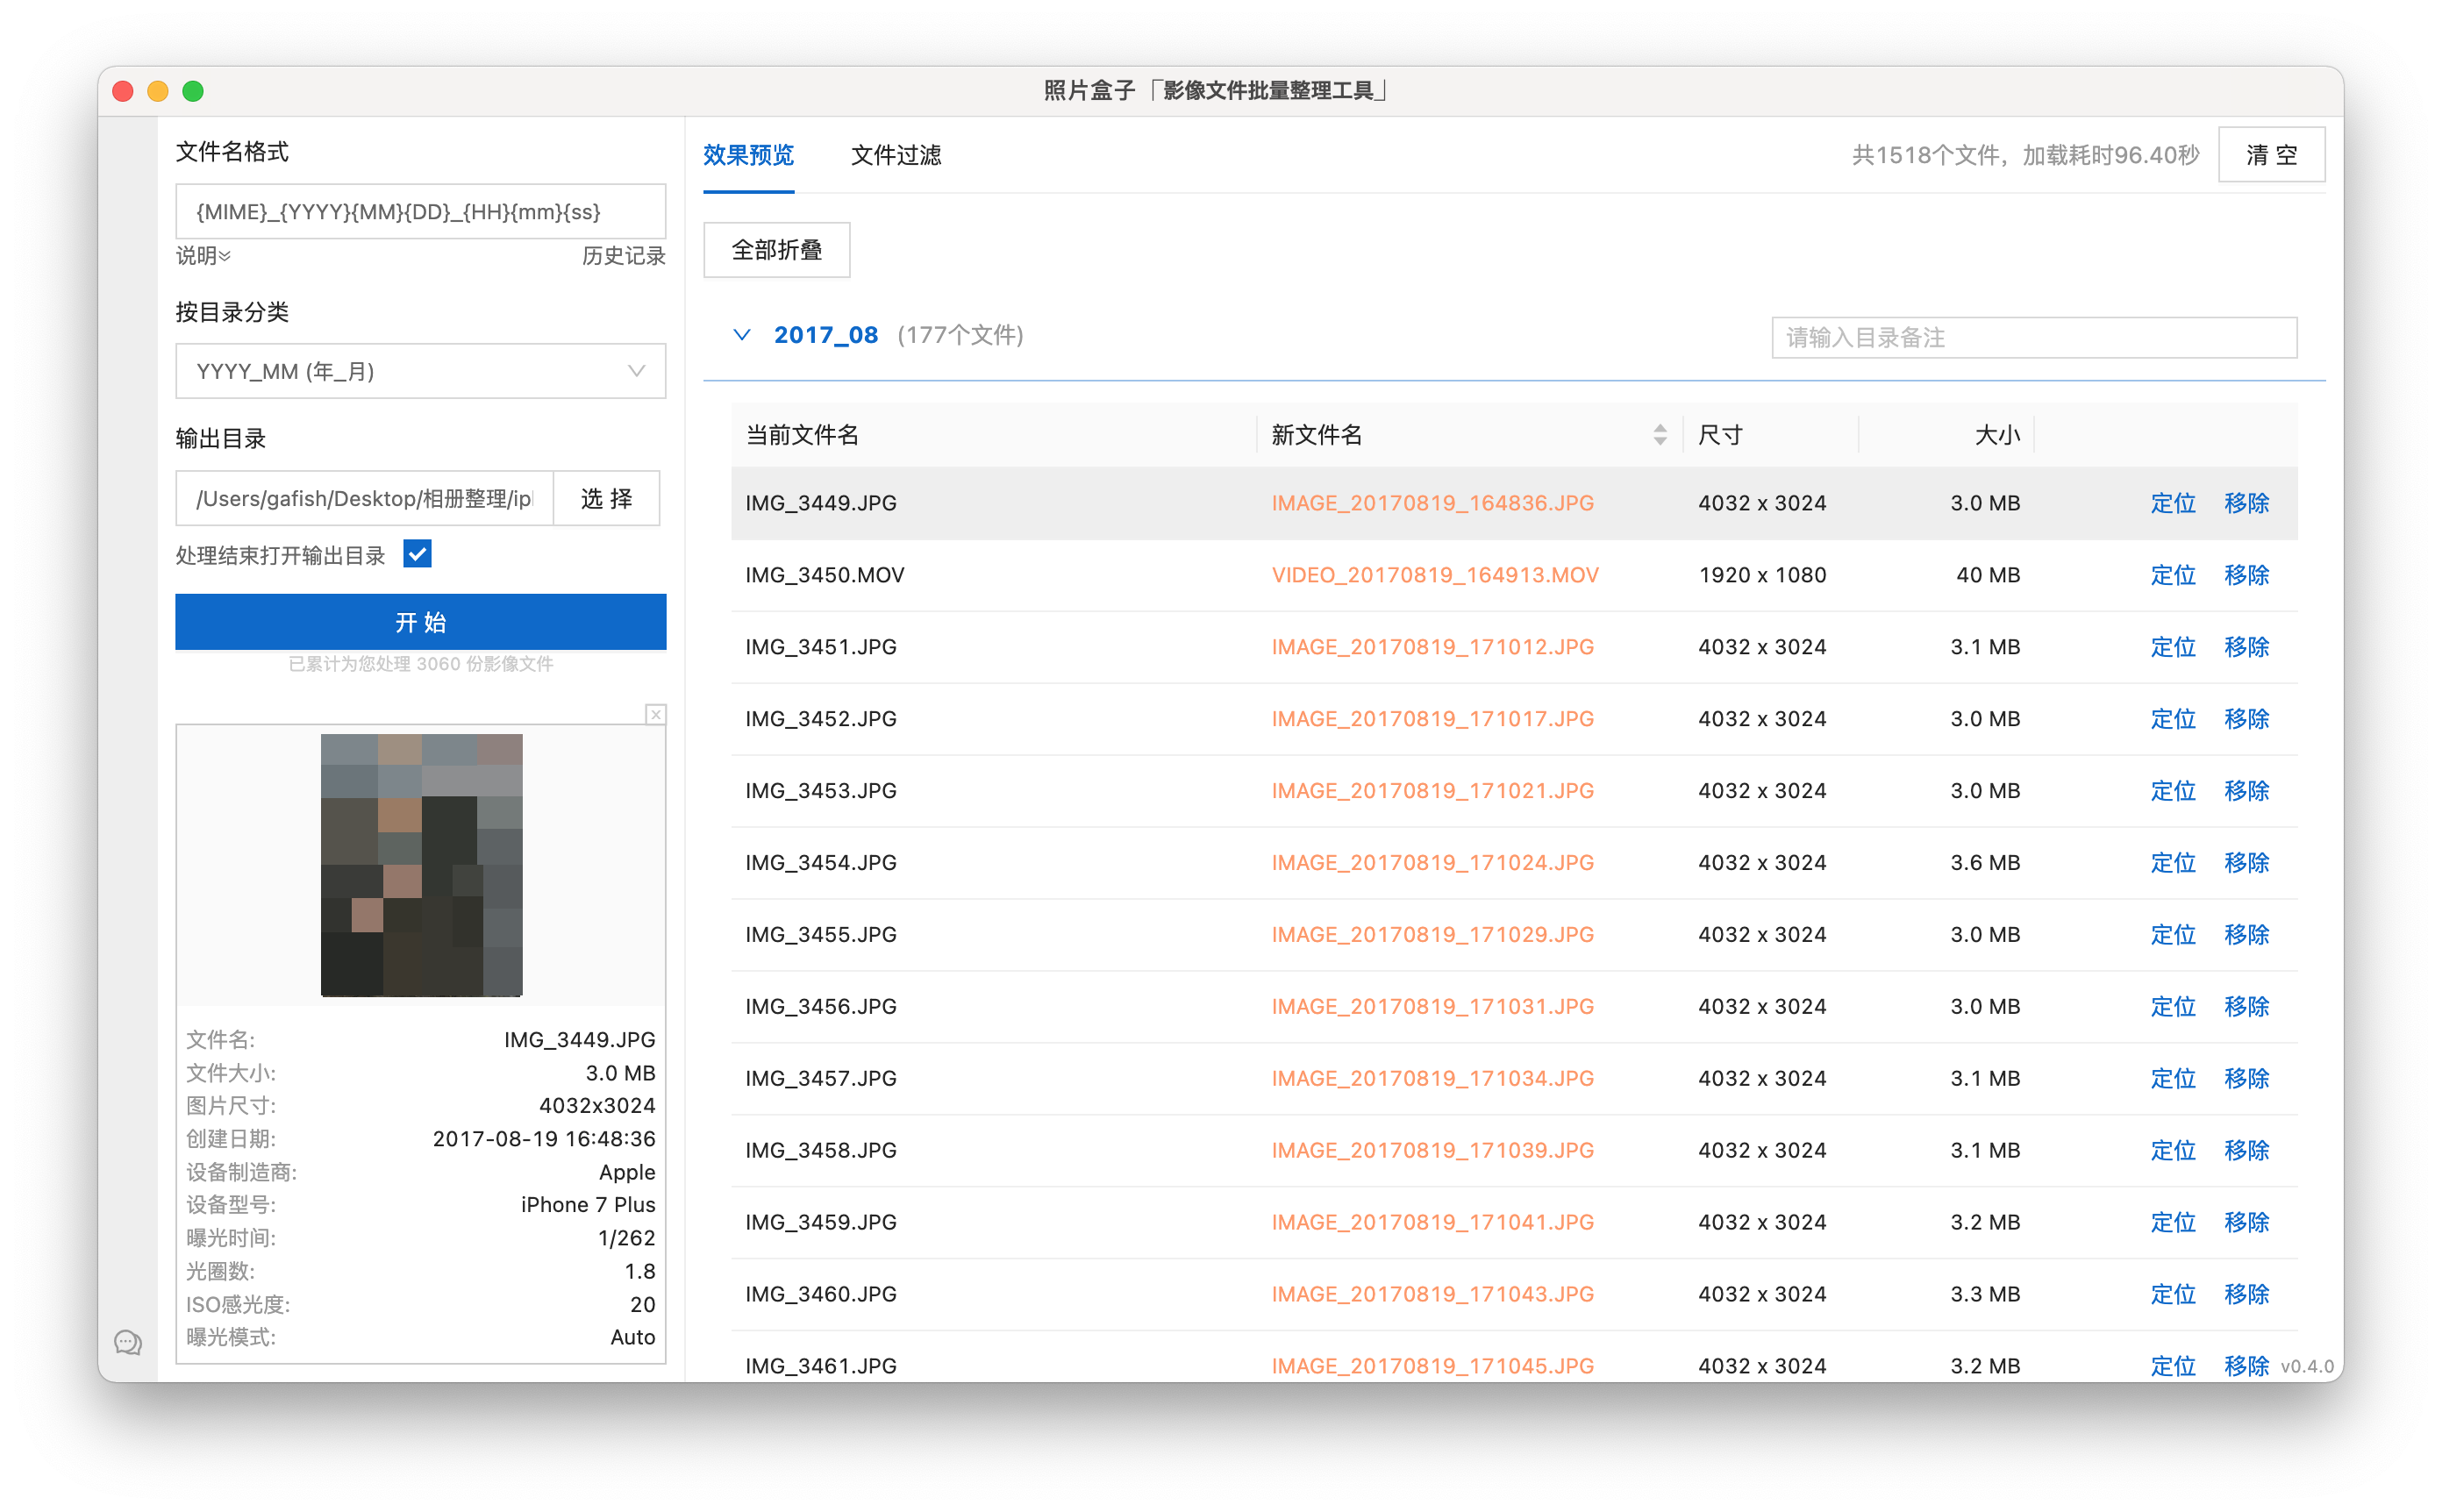 照片盒子「影像文件批量整理工具」
文件名格式
{MIME}_{YYYY}{MM}{DD}_{HH}{mm}{ss}
说明 历史记录
按目录分类
YYYY_MM (年_月)
输出目录
/Users/gafish/Desktop/相册整理/ip 选 择
处理结束打开输出目录
开 始
已累计为您处理 3060 份影像文件
文件名: IMG_3449.JPG
文件大小: 3.0 MB
图片尺寸: 4032x3024
创建日期: 2017-08-19 16:48:36
设备制造商: Apple
设备型号: iPhone 7 Plus
曝光时间: 1/262
光圈数: 1.8
ISO感光度: 20
曝光模式: Auto
效果预览 文件过滤 共1518个文件，加载耗时96.40秒 清 空
全部折叠
2017_08 (177个文件) 请输入目录备注
当前文件名 新文件名 尺寸 大小
IMG_3449.JPG IMAGE_20170819_164836.JPG 4032 x 3024 3.0 MB 定位 移除
IMG_3450.MOV VIDEO_20170819_164913.MOV 1920 x 1080 40 MB 定位 移除
IMG_3451.JPG IMAGE_20170819_171012.JPG 4032 x 3024 3.1 MB 定位 移除
IMG_3452.JPG IMAGE_20170819_171017.JPG 4032 x 3024 3.0 MB 定位 移除
IMG_3453.JPG IMAGE_20170819_171021.JPG 4032 x 3024 3.0 MB 定位 移除
IMG_3454.JPG IMAGE_20170819_171024.JPG 4032 x 3024 3.6 MB 定位 移除
IMG_3455.JPG IMAGE_20170819_171029.JPG 4032 x 3024 3.0 MB 定位 移除
IMG_3456.JPG IMAGE_20170819_171031.JPG 4032 x 3024 3.0 MB 定位 移除
IMG_3457.JPG IMAGE_20170819_171034.JPG 4032 x 3024 3.1 MB 定位 移除
IMG_3458.JPG IMAGE_20170819_171039.JPG 4032 x 3024 3.1 MB 定位 移除
IMG_3459.JPG IMAGE_20170819_171041.JPG 4032 x 3024 3.2 MB 定位 移除
IMG_3460.JPG IMAGE_20170819_171043.JPG 4032 x 3024 3.3 MB 定位 移除
IMG_3461.JPG IMAGE_20170819_171045.JPG 4032 x 3024 3.2 MB 定位 移除 v0.4.0